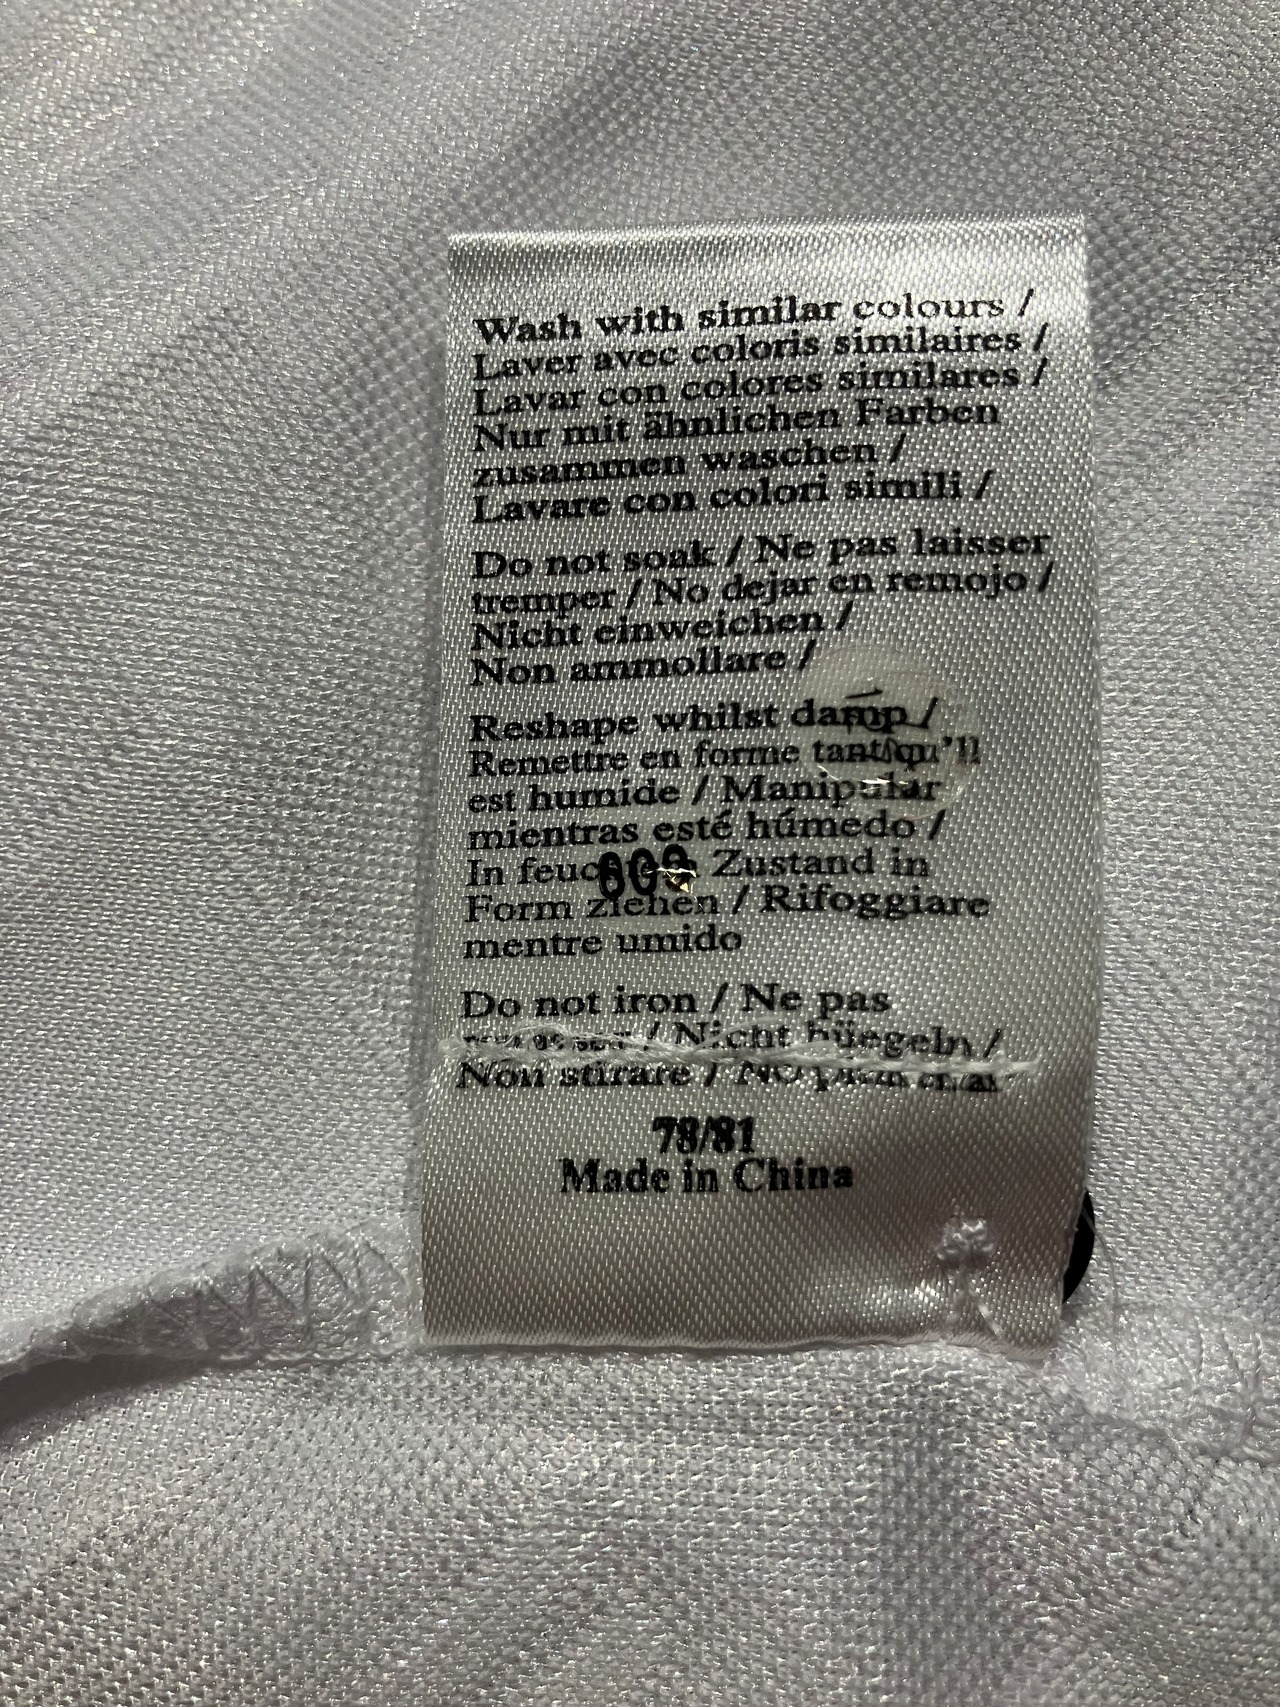 Wash with similar colours /
Laver avec coloris similaires /
Lavar con colores similares /
Nur mit ähnlichen Farben
zusammen waschen /
Lavare con colori simili /
Do not soak / Ne pas laisser
tremper / No dejar en remojo /
Nicht einweichen /
Non ammollare /
Reshape whilst damp /
Remettre en forme tant qu'il
est humide / Manipular
mientras esté húmedo /
In Zustand in
009
Form ziehen / Rifoggiare
mentre umido
Do not iron / Ne pas
/ Nicht büegeln /
Non stirare / No
78/81
Made in China